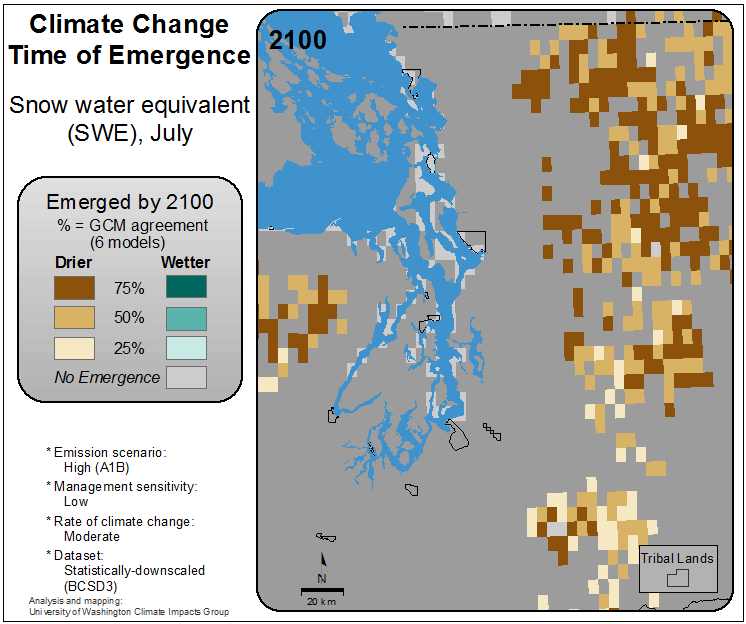 Climate Change
Time of Emergence
Snow water equivalent
(SWE), July
Emerged by 2100
% = GCM agreement
(6 models)
Drier Wetter
75%
50%
25%
No Emergence
* Emission scenario:
High (A1B)
* Management sensitivity:
Low
* Rate of climate change:
Moderate
* Dataset:
Statistically-downscaled
(BCSD3)
Analysis and mapping:
University of Washington Climate Impacts Group
2100
N
20 km
Tribal Lands